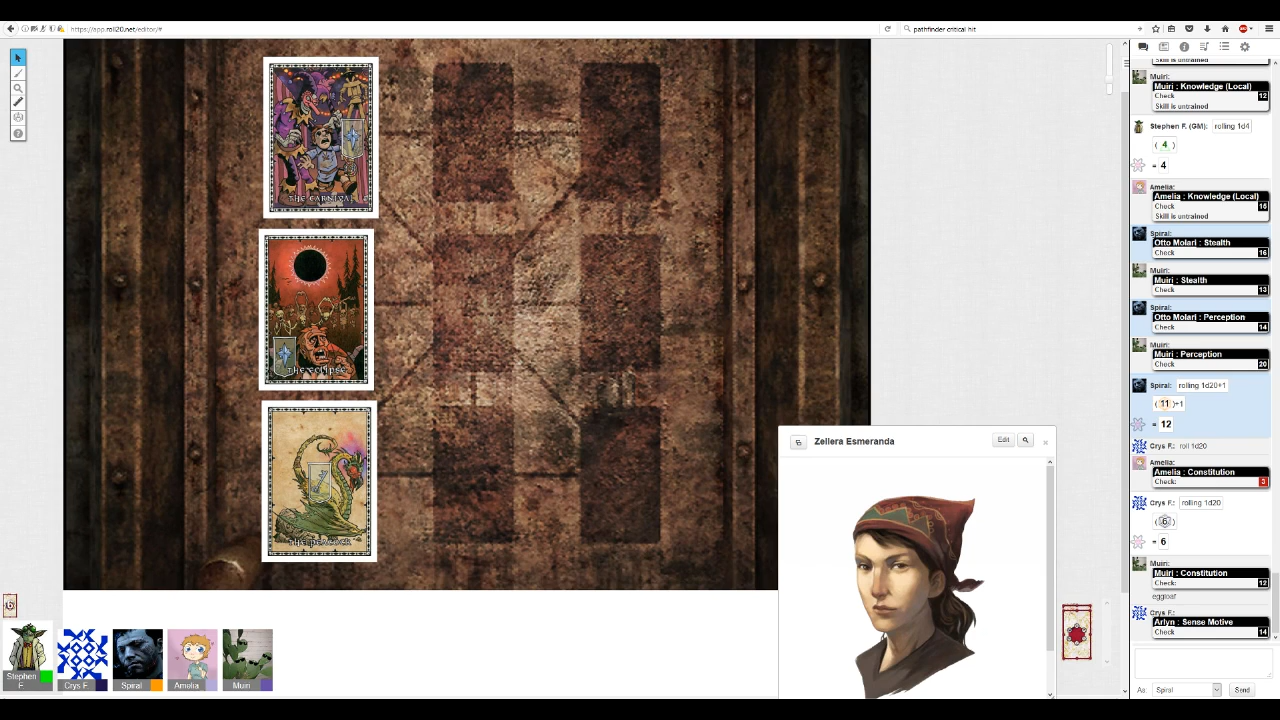 https://app.roll20.net/editor/#
pathfinder critical hit
THE CARNIVAL
THE ECLIPSE
THE PEACOCK
Zellera Esmeranda
Edit
Stephen F.
Crys F.
Spiral
Amelia
Muiri
Skill is untrained
Muiri:
Muiri : Knowledge (Local)
Check 12
Skill is untrained
Stephen F. (GM): rolling 1d4
( 4 )
= 4
Amelia:
Amelia : Knowledge (Local)
Check 15
Skill is untrained
Spiral:
Otto Molari : Stealth
Check 16
Muiri:
Muiri : Stealth
Check 13
Spiral:
Otto Molari : Perception
Check 14
Muiri:
Muiri : Perception
Check 20
Spiral: rolling 1d20+1
( 11 )+1
= 12
Crys F.: roll 1d20
Amelia:
Amelia : Constitution
Check: 3
Crys F.: rolling 1d20
( 6 )
= 6
Muiri:
Muiri : Constitution
Check: 12
eggloaf
Crys F.:
Arlyn : Sense Motive
Check 14
As: Spiral Send